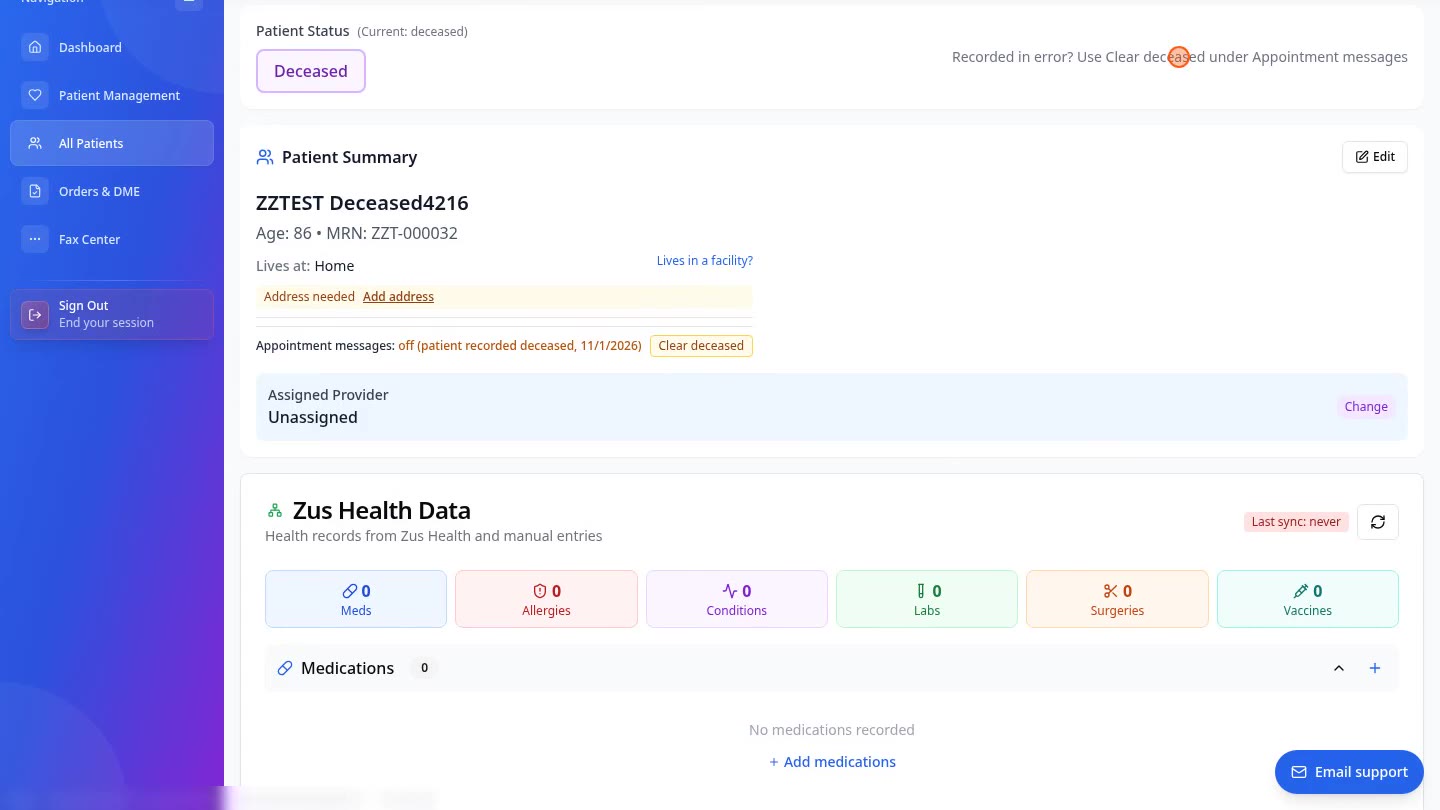 Dashboard
Patient Management
All Patients
Orders & DME
Fax Center
Sign Out
End your session
Patient Status (Current: deceased)
Deceased
Recorded in error? Use Clear deceased under Appointment messages
Patient Summary
Edit
ZZTEST Deceased4216
Age: 86 • MRN: ZZT-000032
Lives at: Home
Lives in a facility?
Address needed Add address
Appointment messages: off (patient recorded deceased, 11/1/2026) Clear deceased
Assigned Provider
Unassigned
Change
Zus Health Data
Health records from Zus Health and manual entries
Last sync: never
0
Meds
0
Allergies
0
Conditions
0
Labs
0
Surgeries
0
Vaccines
Medications 0
No medications recorded
+ Add medications
Email support